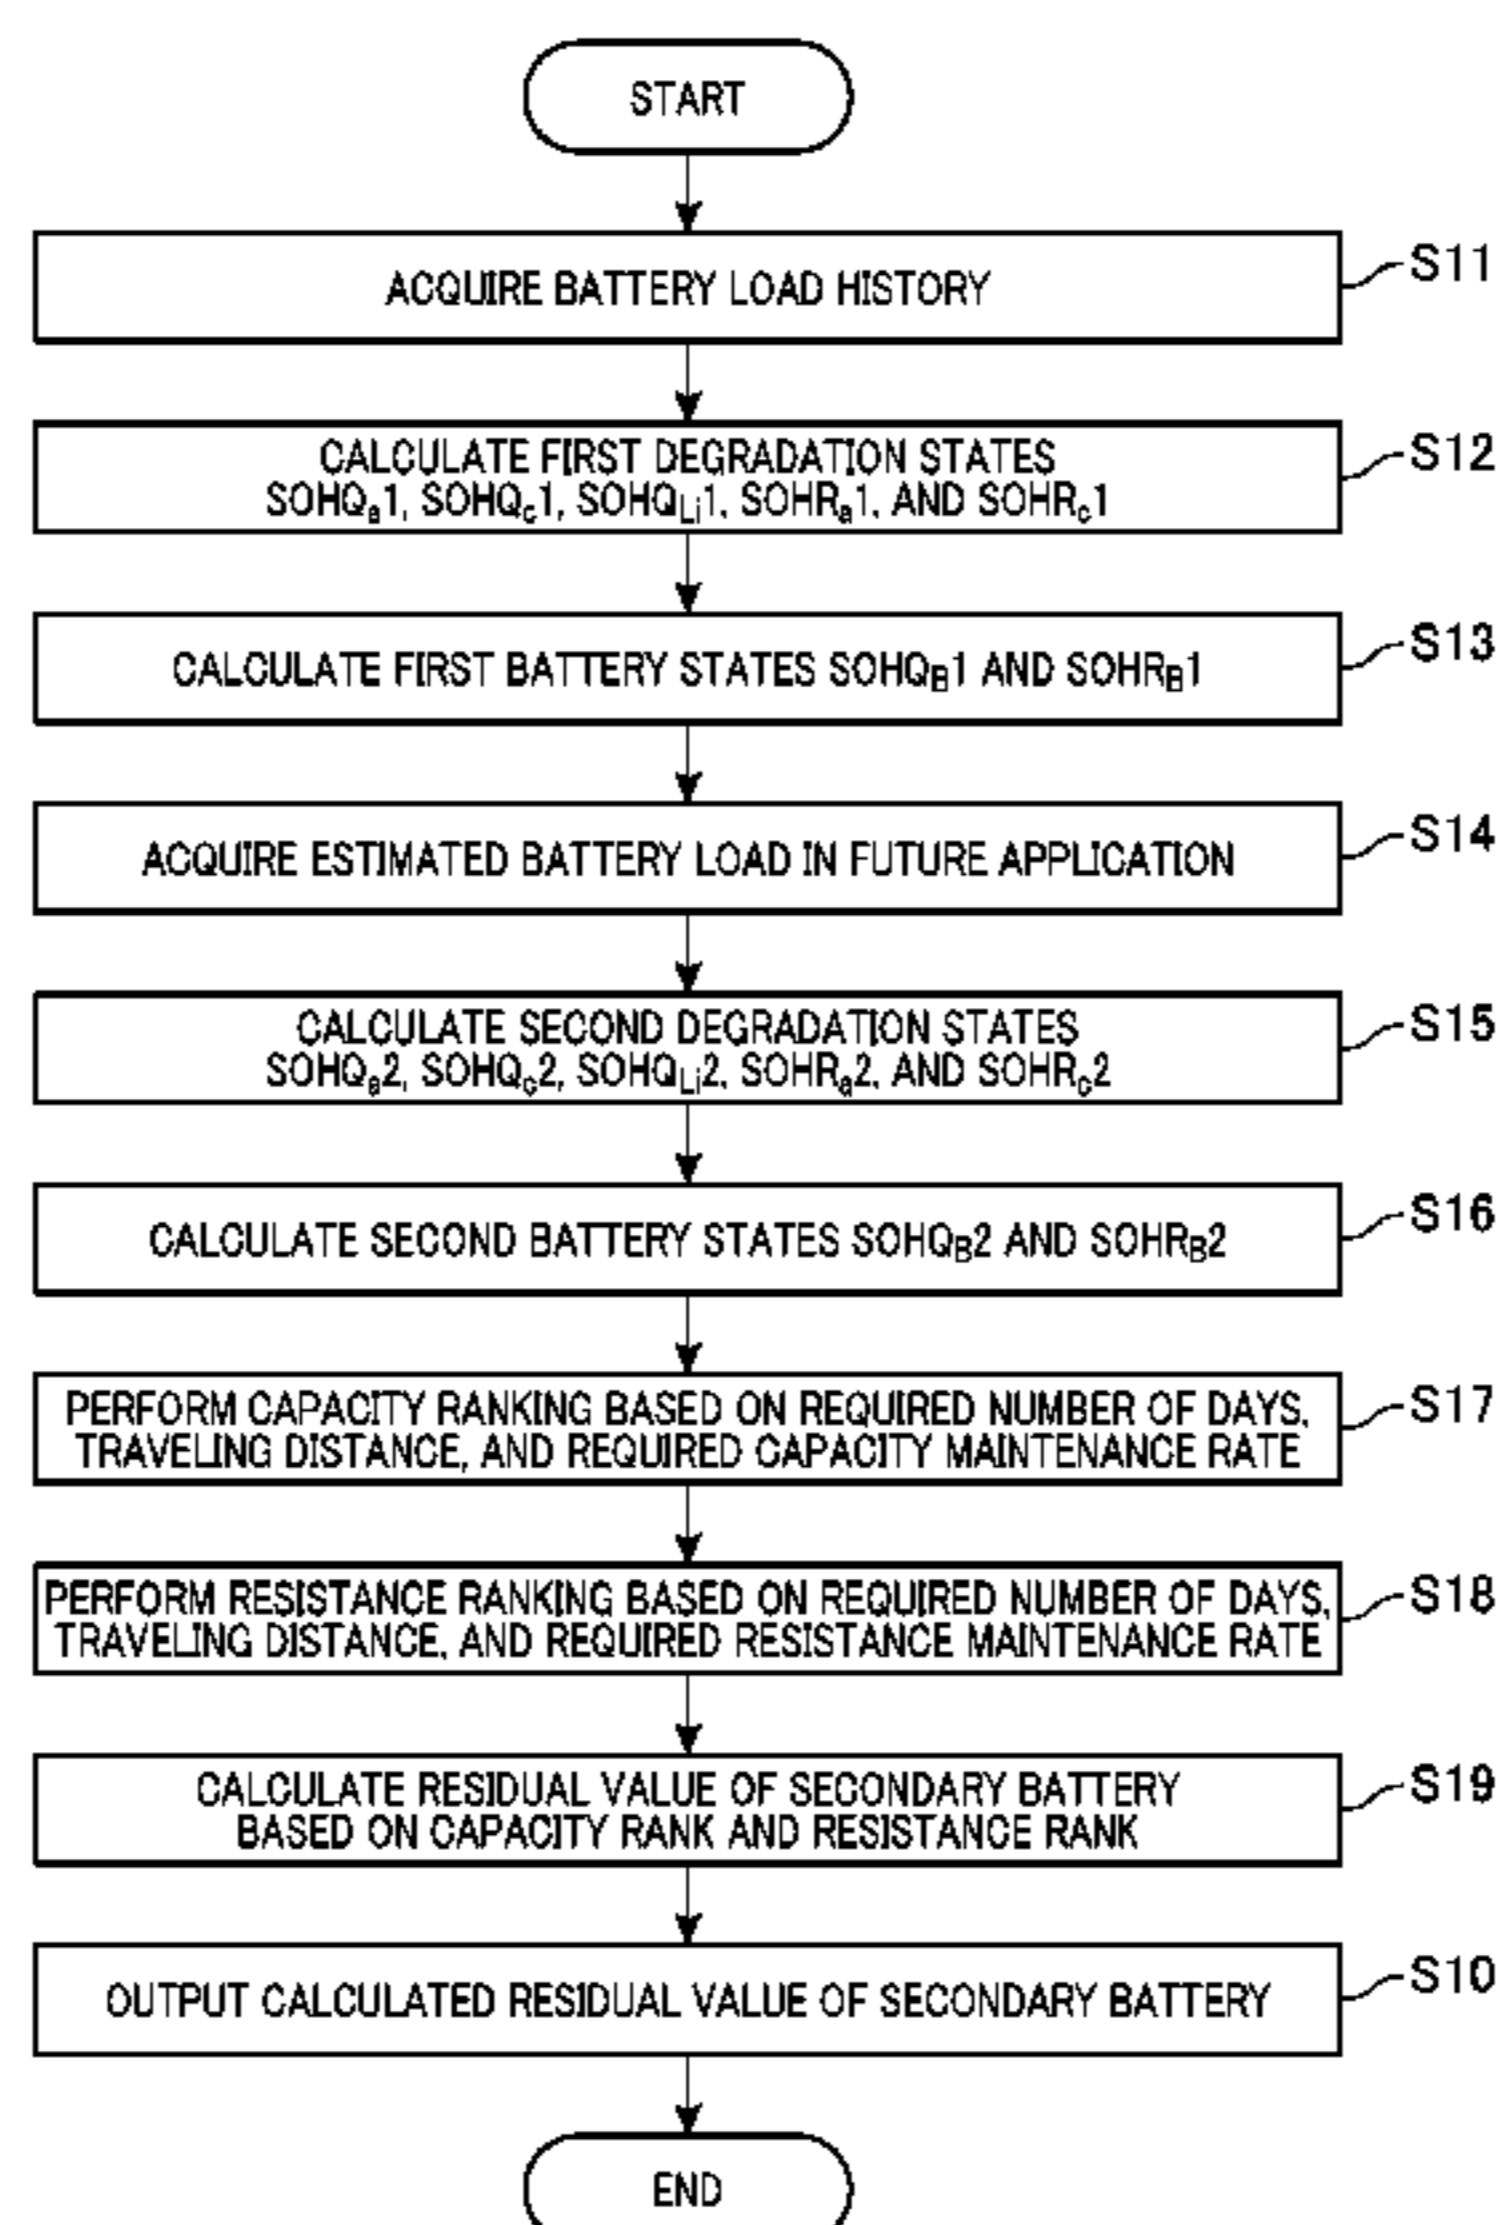 START
ACQUIRE BATTERY LOAD HISTORY
S11
CALCULATE FIRST DEGRADATION STATES
SOHQa1, SOHQc1, SOHQLi1, SOHRa1, AND SOHRc1
S12
CALCULATE FIRST BATTERY STATES SOHQB1 AND SOHRB1
S13
ACQUIRE ESTIMATED BATTERY LOAD IN FUTURE APPLICATION
S14
CALCULATE SECOND DEGRADATION STATES
SOHQa2, SOHQc2, SOHQLi2, SOHRa2, AND SOHRc2
S15
CALCULATE SECOND BATTERY STATES SOHQB2 AND SOHRB2
S16
PERFORM CAPACITY RANKING BASED ON REQUIRED NUMBER OF DAYS,
TRAVELING DISTANCE, AND REQUIRED CAPACITY MAINTENANCE RATE
S17
PERFORM RESISTANCE RANKING BASED ON REQUIRED NUMBER OF DAYS,
TRAVELING DISTANCE, AND REQUIRED RESISTANCE MAINTENANCE RATE
S18
CALCULATE RESIDUAL VALUE OF SECONDARY BATTERY
BASED ON CAPACITY RANK AND RESISTANCE RANK
S19
OUTPUT CALCULATED RESIDUAL VALUE OF SECONDARY BATTERY
S10
END